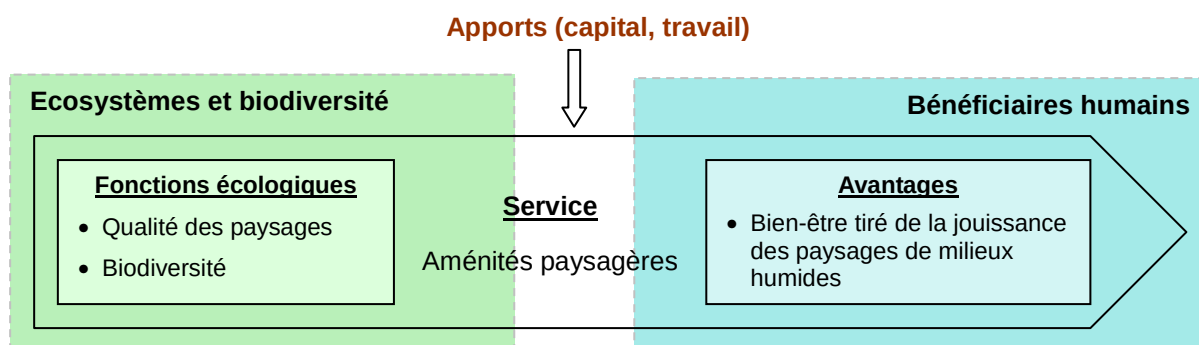 Apports (capital, travail)
Ecosystèmes et biodiversité
Bénéficiaires humains
Fonctions écologiques
• Qualité des paysages
• Biodiversité
Service
Aménités paysagères
Avantages
• Bien-être tiré de la jouissance
des paysages de milieux
humides